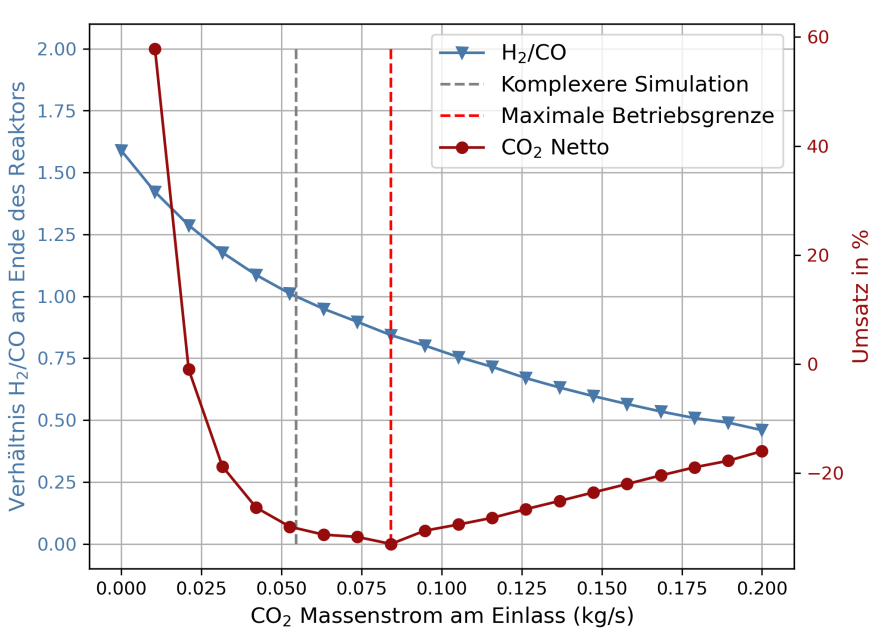 H₂/CO
Komplexere Simulation
Maximale Betriebsgrenze
CO₂ Netto
Verhältnis H₂/CO am Ende des Reaktors
2.00
1.75
1.50
1.25
1.00
0.75
0.50
0.25
0.00
60
40
20
0
−20
Umsatz in %
0.000 0.025 0.050 0.075 0.100 0.125 0.150 0.175 0.200
CO₂ Massenstrom am Einlass (kg/s)